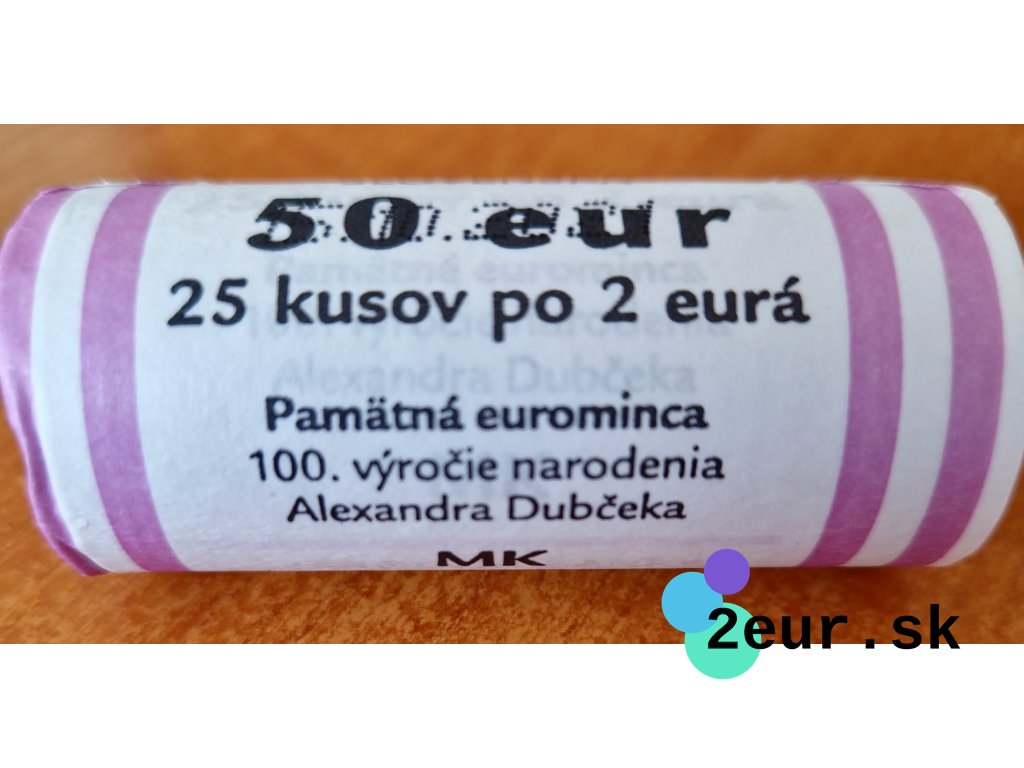 50 eur
25 kusov po 2 eurá
Pamätná eurominca
100. výročie narodenia
Alexandra Dubčeka
MK
2eur.sk